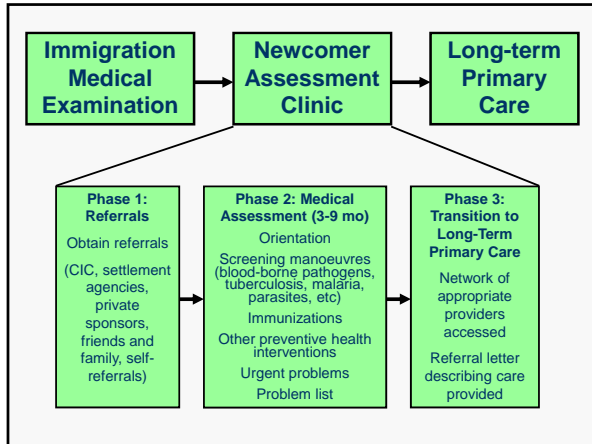 Immigration
Medical
Examination
Newcomer
Assessment
Clinic
Long-term
Primary
Care
Phase 1:
Referrals
Obtain referrals
(CIC, settlement
agencies,
private
sponsors,
friends and
family, self-
referrals)
Phase 2: Medical
Assessment (3-9 mo)
Orientation
Screening manoeuvres
(blood-borne pathogens,
tuberculosis, malaria,
parasites, etc)
Immunizations
Other preventive health
interventions
Urgent problems
Problem list
Phase 3:
Transition to
Long-Term
Primary Care
Network of
appropriate
providers
accessed
Referral letter
describing care
provided